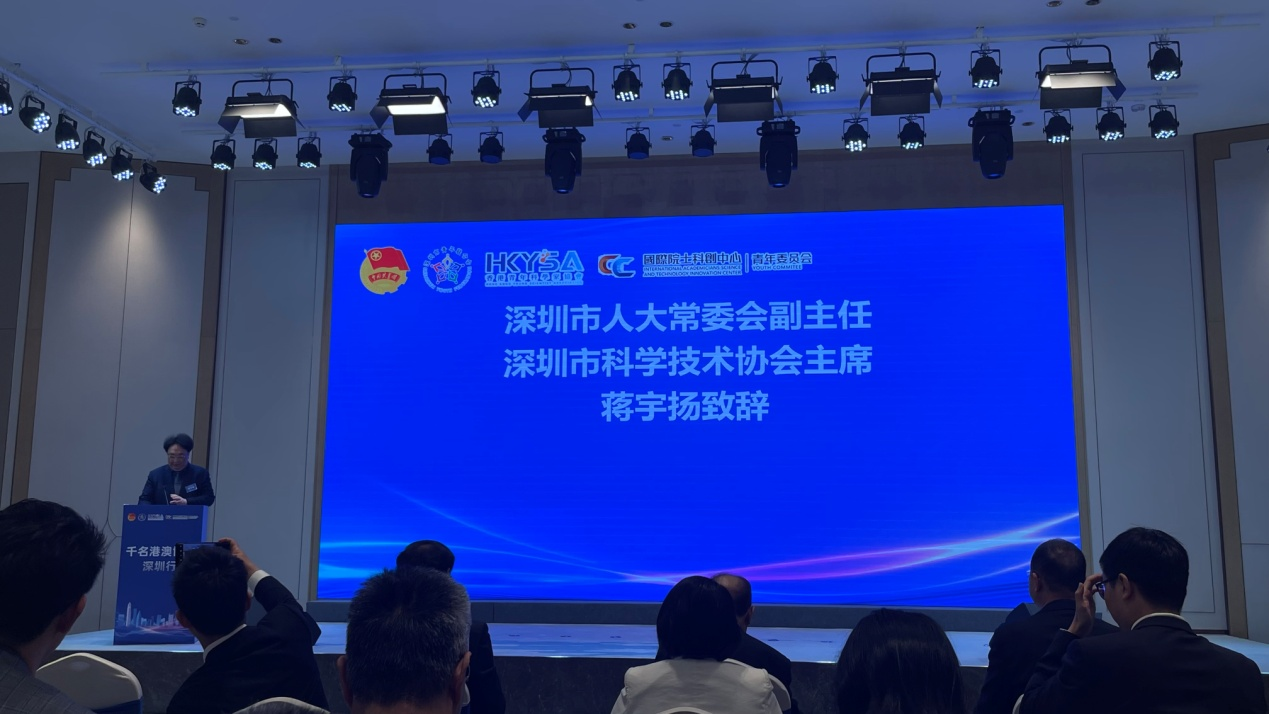 HKYSA
國際院士科創中心
青年委员会
INTERNATIONAL ACADEMICIANS SCIENCE
AND TECHNOLOGY INNOVATION CENTER
YOUTH COMMITTEE
深圳市人大常委会副主任
深圳市科学技术协会主席
蒋宇扬致辞
千名港澳
深圳行